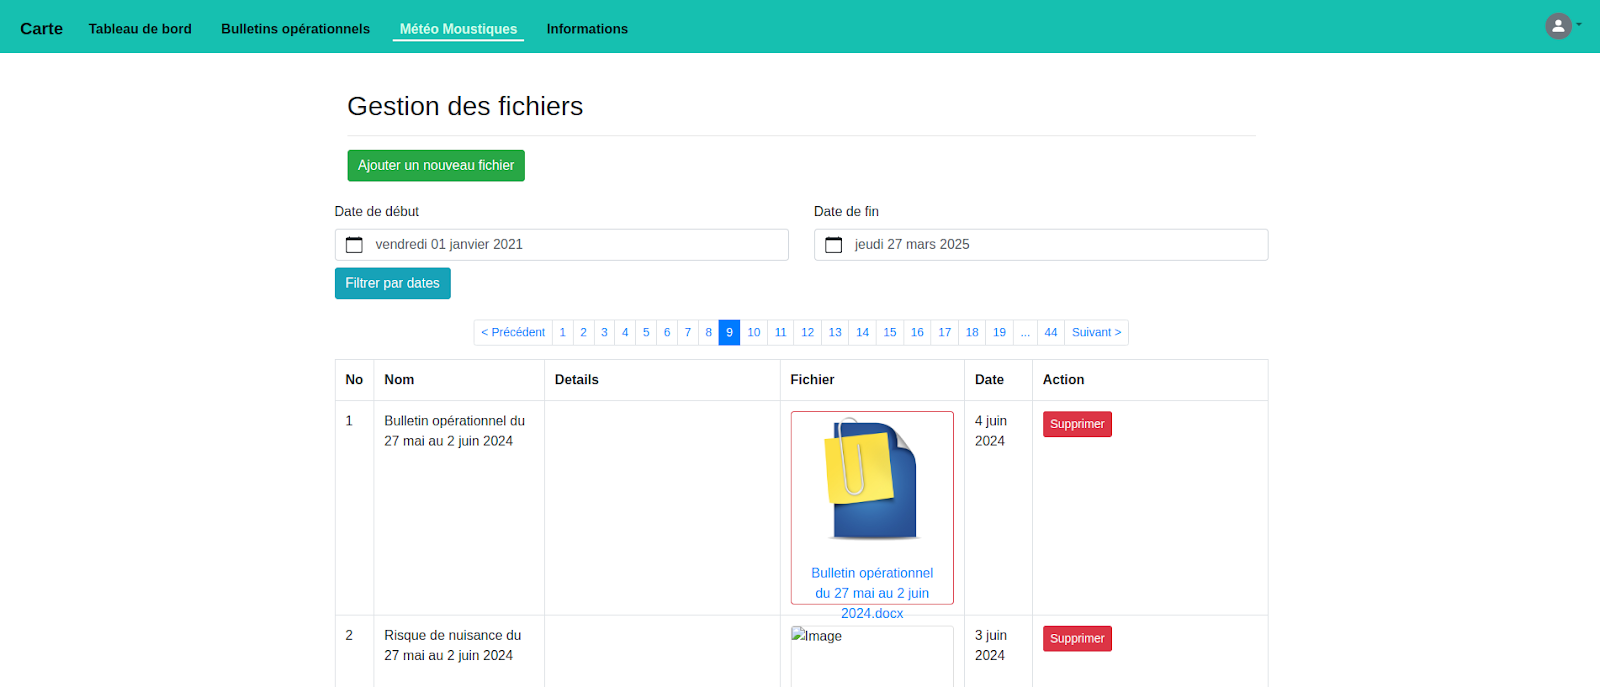 Carte Tableau de bord Bulletins opérationnels Météo Moustiques Informations
Gestion des fichiers
Ajouter un nouveau fichier
Date de début Date de fin
vendredi 01 janvier 2021 jeudi 27 mars 2025
Filtrer par dates
< Précédent 1 2 3 4 5 6 7 8 9 10 11 12 13 14 15 16 17 18 19 ... 44 Suivant >
No Nom Details Fichier Date Action
1 Bulletin opérationnel du 4 juin Supprimer
27 mai au 2 juin 2024 2024
Bulletin opérationnel
du 27 mai au 2 juin
2024.docx
2 Risque de nuisance du Image 3 juin Supprimer
27 mai au 2 juin 2024 2024